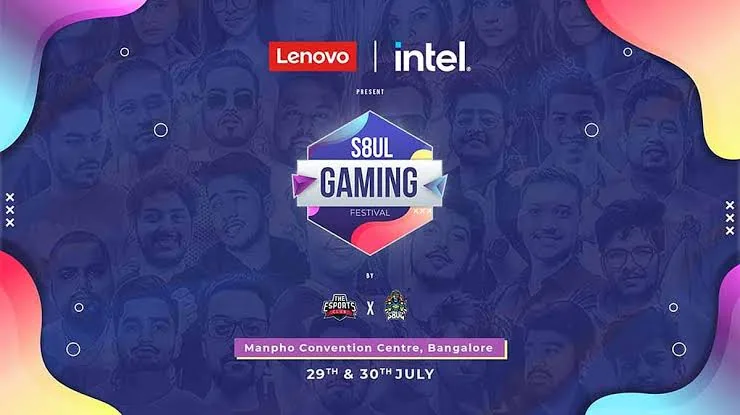 Lenovo | intel.
PRESENT
S8UL
GAMING
FESTIVAL
BY
THE ESPORTS CLUB X S8UL
Manpho Convention Centre, Bangalore
29TH & 30TH JULY